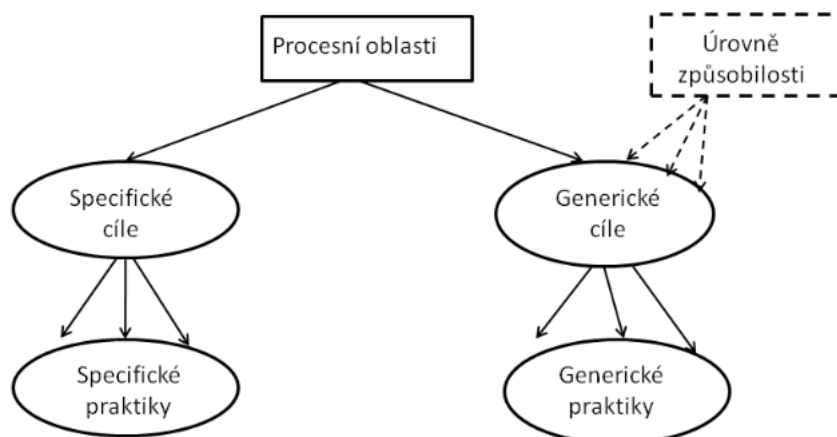 Procesní oblasti
Úrovně
způsobilosti
Specifické
cíle
Generické
cíle
Specifické
praktiky
Generické
praktiky